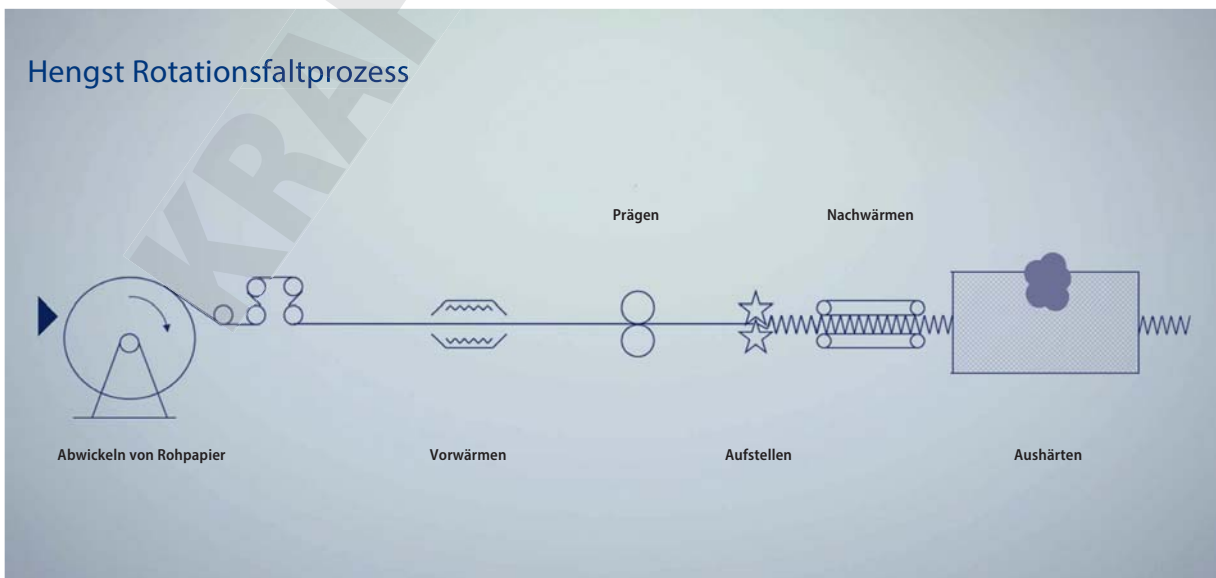 Hengst Rotationsfaltprozess
Prägen
Nachwärmen
Abwickeln von Rohpapier
Vorwärmen
Aufstellen
Aushärten